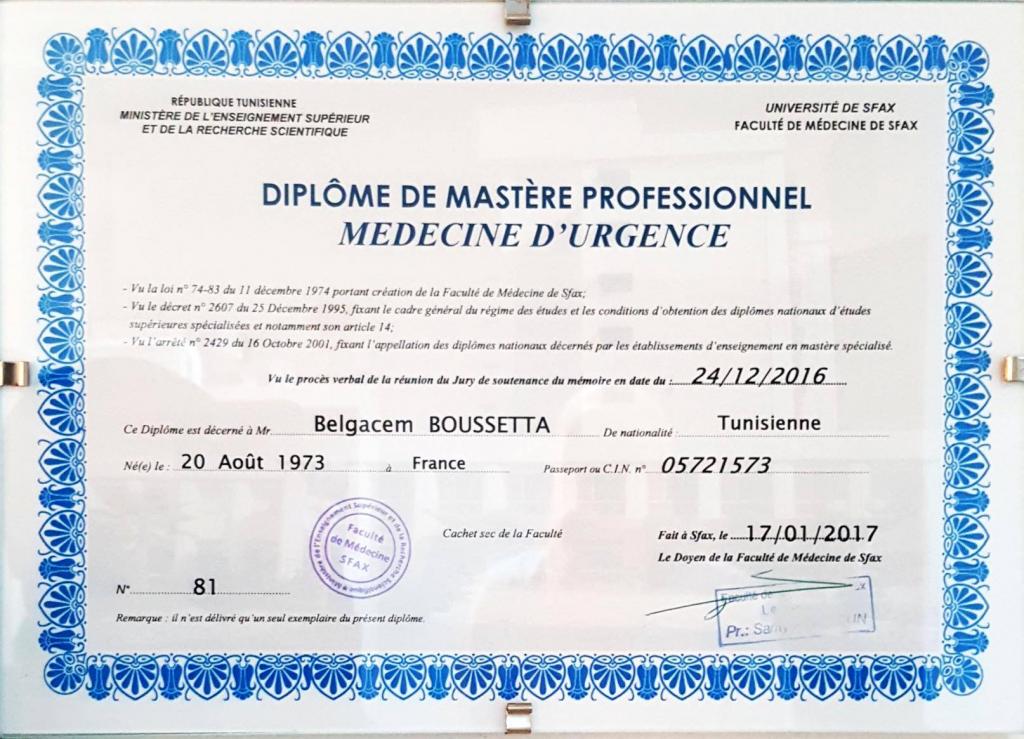 RÉPUBLIQUE TUNISIENNE
MINISTÈRE DE L'ENSEIGNEMENT SUPÉRIEUR
ET DE LA RECHERCHE SCIENTIFIQUE
UNIVERSITÉ DE SFAX
FACULTÉ DE MÉDECINE DE SFAX
DIPLÔME DE MASTÈRE PROFESSIONNEL
MEDECINE D'URGENCE
- Vu la loi n° 74-83 du 11 décembre 1974 portant création de la Faculté de Médecine de Sfax;
- Vu le décret n° 2607 du 25 Décembre 1995, fixant le cadre général du régime des études et les conditions d'obtention des diplômes nationaux d'études
supérieures spécialisées et notamment son article 14;
- Vu l'arrêté n° 2429 du 16 Octobre 2001, fixant l'appellation des diplômes nationaux décernés par les établissements d'enseignement en mastère spécialisé.
Vu le procès verbal de la réunion du Jury de soutenance du mémoire en date du :...... 24/12/2016 ......
Ce Diplôme est décerné à Mr. Belgacem BOUSSETTA De nationalité : Tunisienne
Né(e) le : 20 Août 1973 à France Passeport ou C.I.N. n° 05721573
Cachet sec de la Faculté
Fait à Sfax, le 17/01/2017
Le Doyen de la Faculté de Médecine de Sfax
Ministère de l'Enseignement Supérieur et de la Recherche Scientifique
Faculté
de Médecine
SFAX
N° 81
Faculté de
Le
Pr.:
Remarque : il n'est délivré qu'un seul exemplaire du présent diplôme.